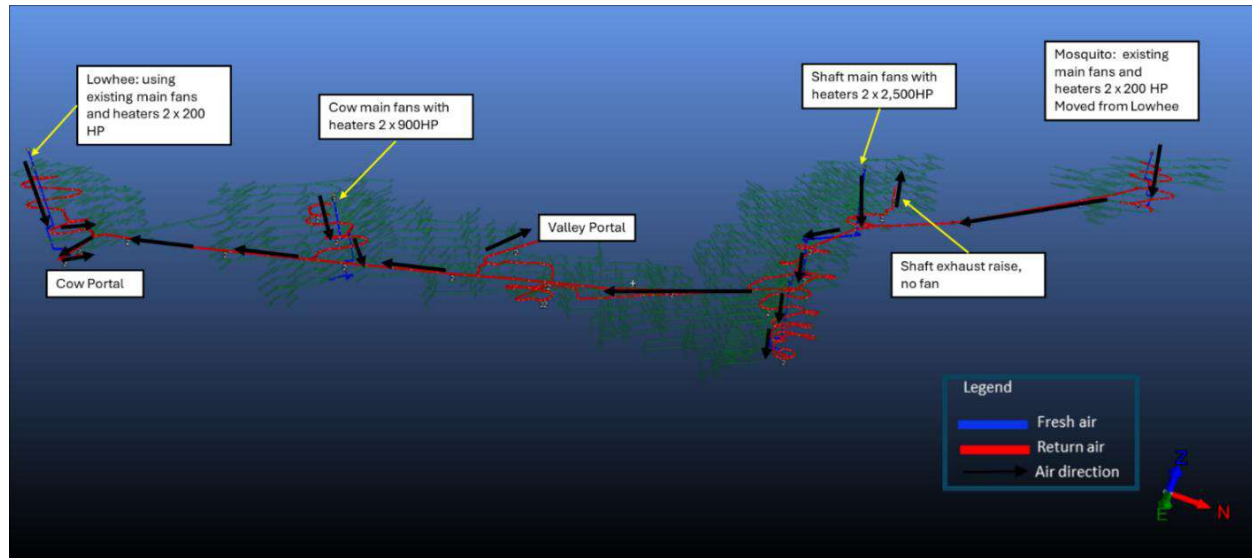 Lowhee: using
existing main fans
and heaters 2 x 200
HP
Cow main fans with
heaters 2 x 900HP
Shaft main fans with
heaters 2 x 2,500HP
Mosquito: existing
main fans and
heaters 2 x 200 HP
Moved from Lowhee
Valley Portal
Cow Portal
Shaft exhaust raise,
no fan
Legend
Fresh air
Return air
Air direction
Z
E
N